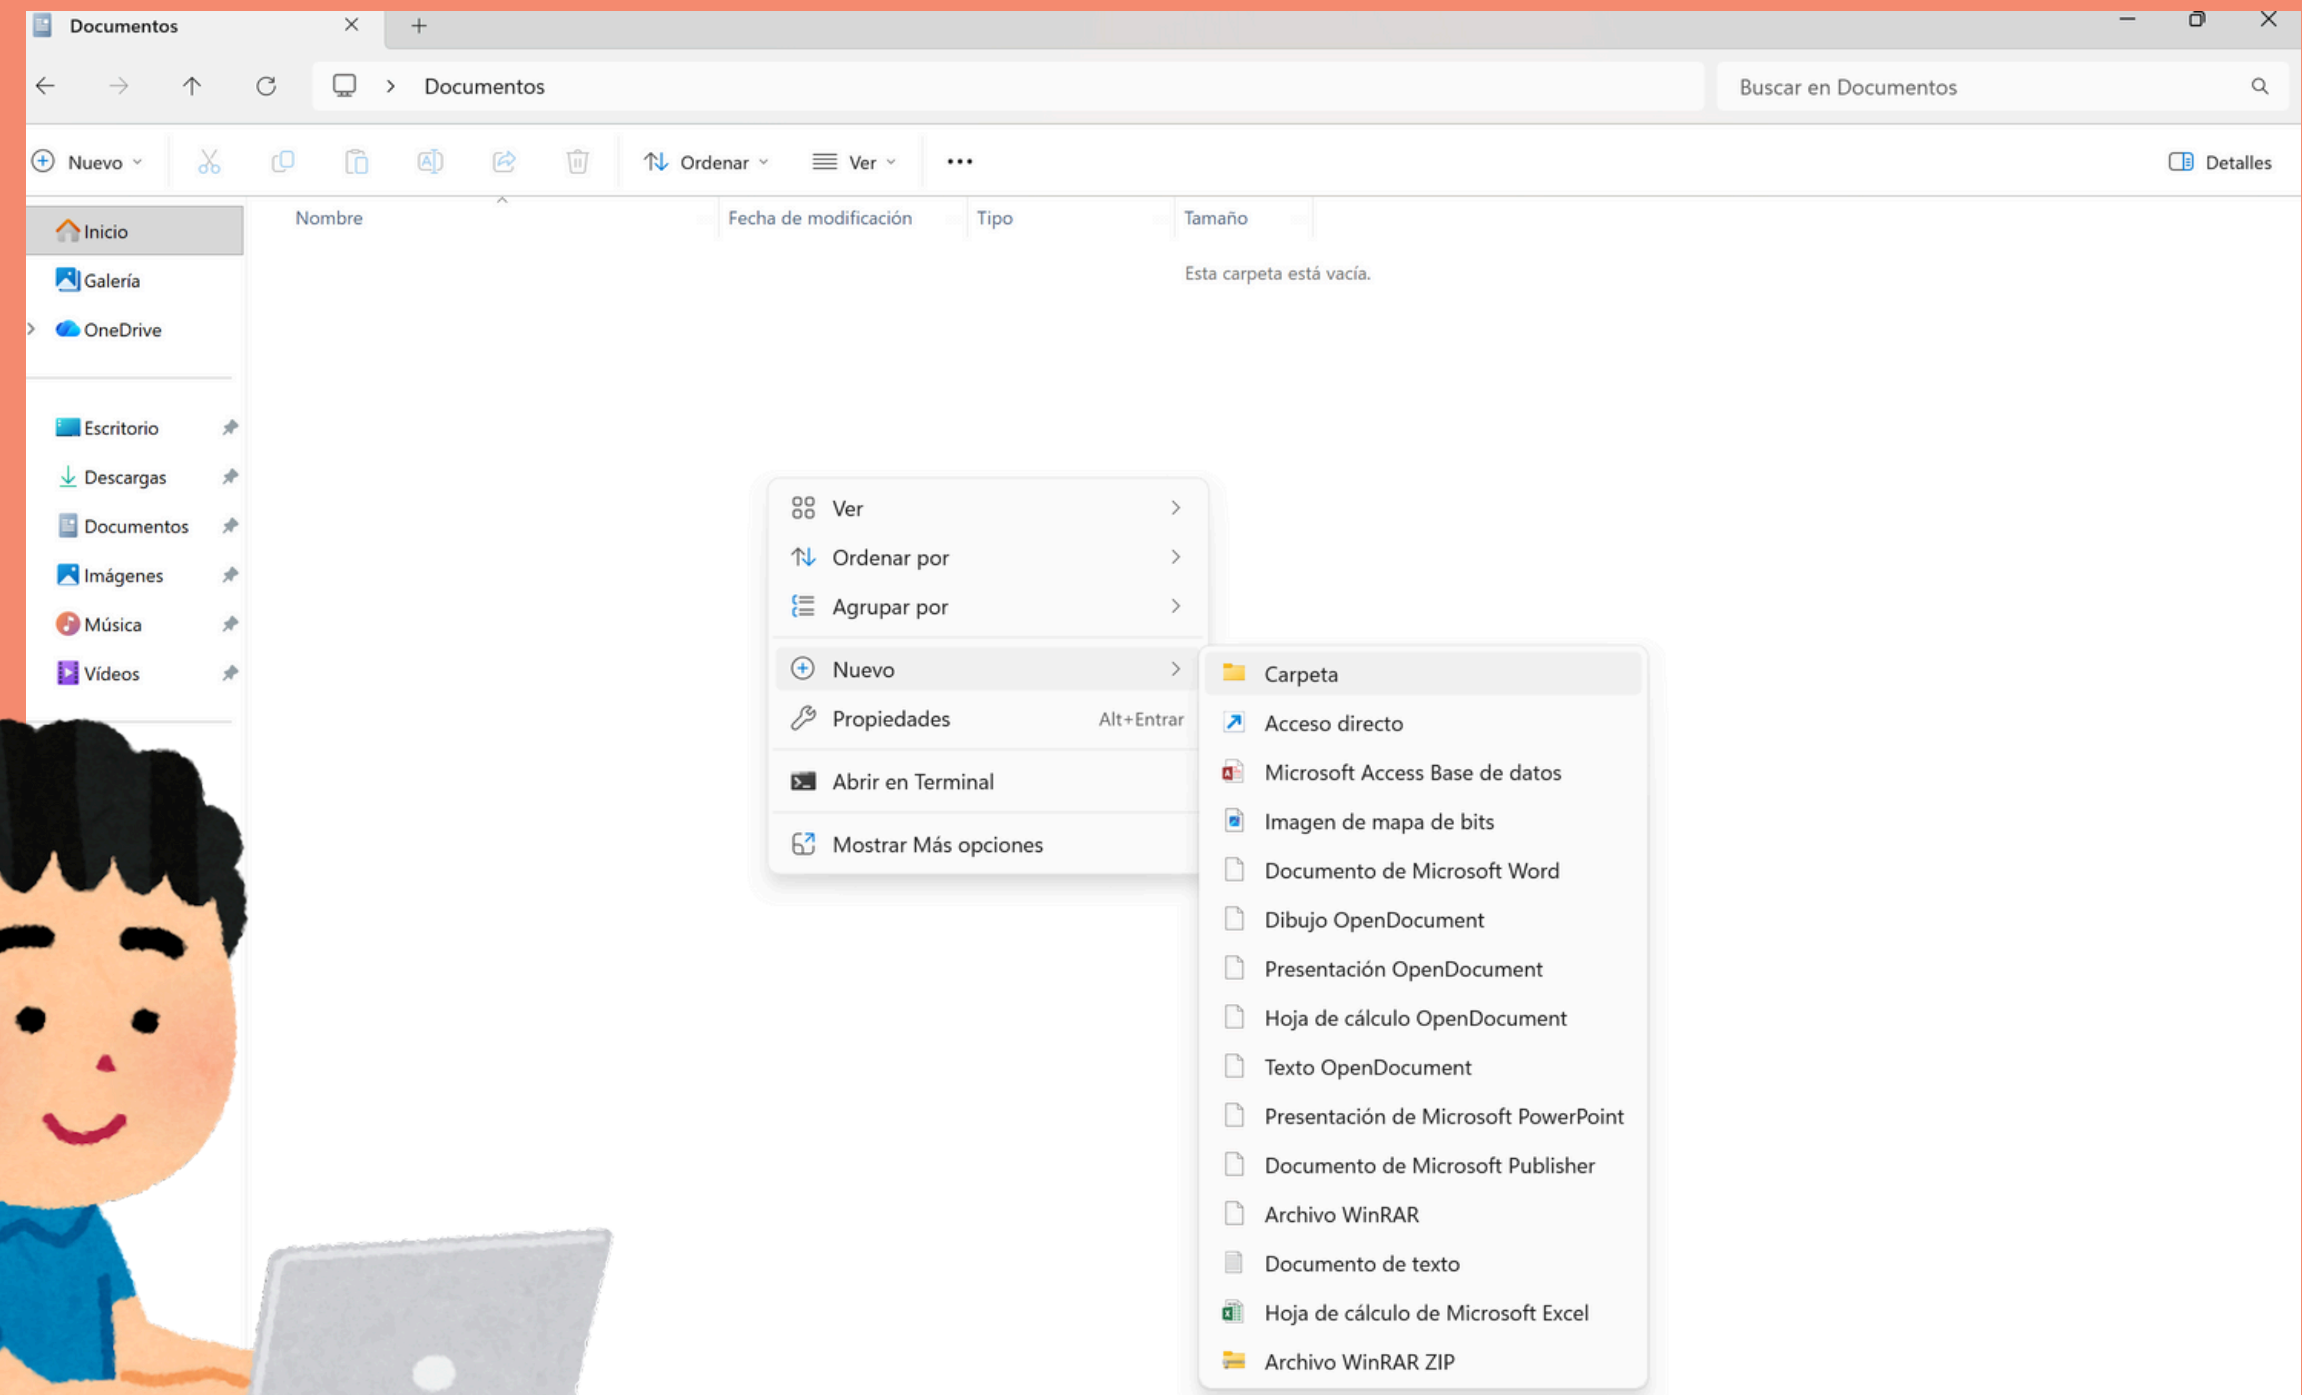 Documentos
Documentos
Buscar en Documentos
Nuevo
Ordenar
Ver
Detalles
Nombre
Fecha de modificación
Tipo
Tamaño
Esta carpeta está vacía.
Inicio
Galería
OneDrive
Escritorio
Descargas
Documentos
Imágenes
Música
Vídeos
Ver
Ordenar por
Agrupar por
Nuevo
Propiedades Alt+Entrar
Abrir en Terminal
Mostrar Más opciones
Carpeta
Acceso directo
Microsoft Access Base de datos
Imagen de mapa de bits
Documento de Microsoft Word
Dibujo OpenDocument
Presentación OpenDocument
Hoja de cálculo OpenDocument
Texto OpenDocument
Presentación de Microsoft PowerPoint
Documento de Microsoft Publisher
Archivo WinRAR
Documento de texto
Hoja de cálculo de Microsoft Excel
Archivo WinRAR ZIP